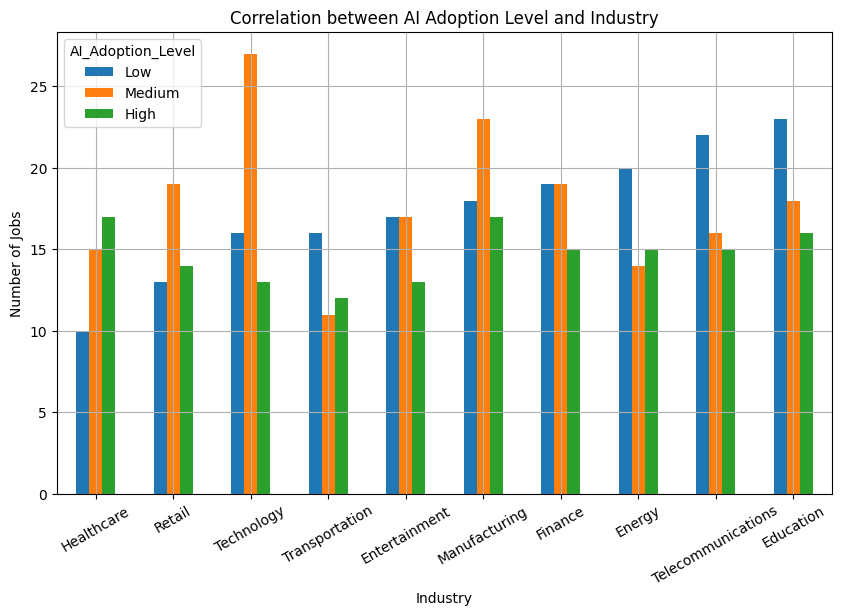 Correlation between AI Adoption Level and Industry
AI_Adoption_Level
Low
Medium
High
Number of Jobs
25
20
15
10
5
0
Healthcare
Retail
Technology
Transportation
Entertainment
Manufacturing
Finance
Energy
Telecommunications
Education
Industry